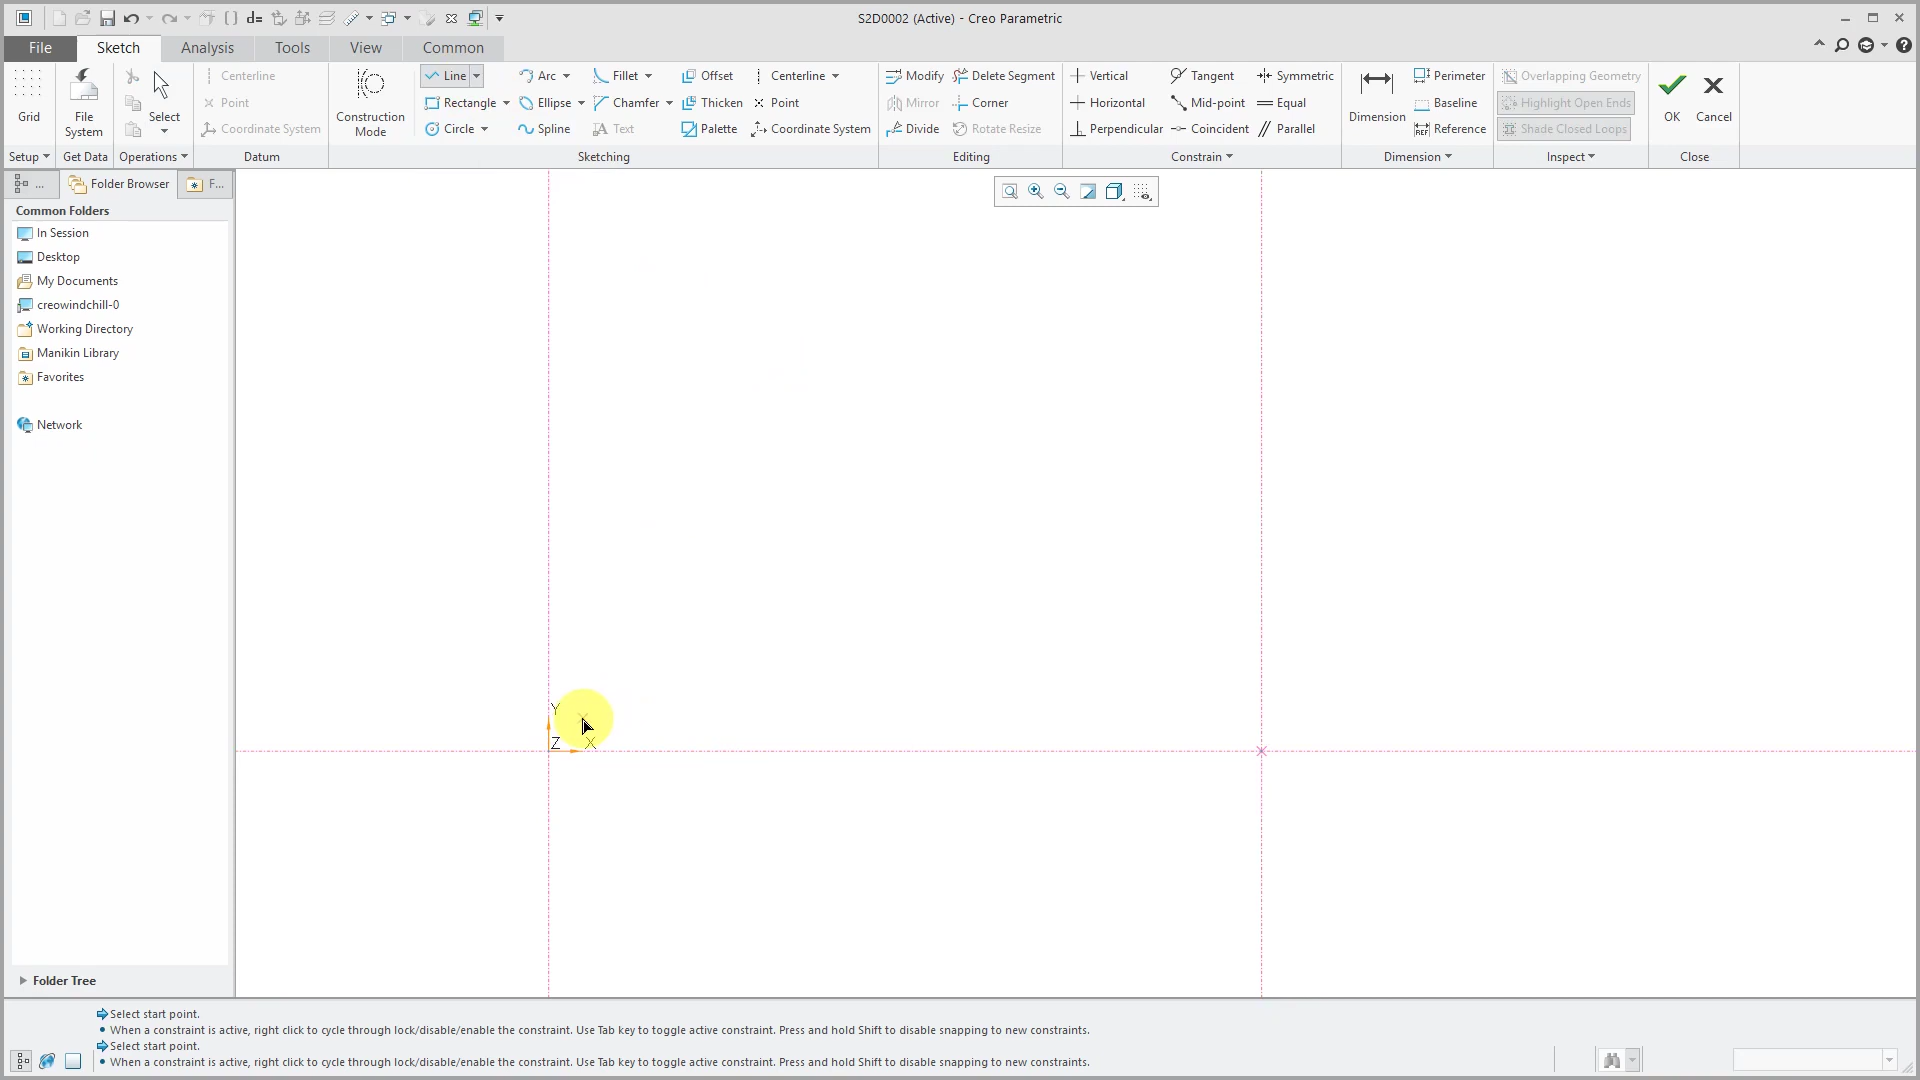 S2D0002 (Active) - Creo Parametric
File Sketch Analysis Tools View Common
Grid
File System
Select
Centerline
Point
Coordinate System
Construction Mode
Line Arc Fillet Offset Centerline
Rectangle Ellipse Chamfer Thicken Point
Circle Spline Text Palette Coordinate System
Modify Delete Segment
Mirror Corner
Divide Rotate Resize
Vertical Tangent Symmetric
Horizontal Mid-point Equal
Perpendicular Coincident Parallel
Dimension
Perimeter
Baseline
REF Reference
Overlapping Geometry
Highlight Open Ends
Shade Closed Loops
OK Cancel
Setup Get Data Operations Datum Sketching Editing Constrain Dimension Inspect Close
... Folder Browser F...
Common Folders
In Session
Desktop
My Documents
creowindchill-0
Working Directory
Manikin Library
Favorites
Network
Folder Tree
Y
Z X
Select start point.
• When a constraint is active, right click to cycle through lock/disable/enable the constraint. Use Tab key to toggle active constraint. Press and hold Shift to disable snapping to new constraints.
Select start point.
• When a constraint is active, right click to cycle through lock/disable/enable the constraint. Use Tab key to toggle active constraint. Press and hold Shift to disable snapping to new constraints.